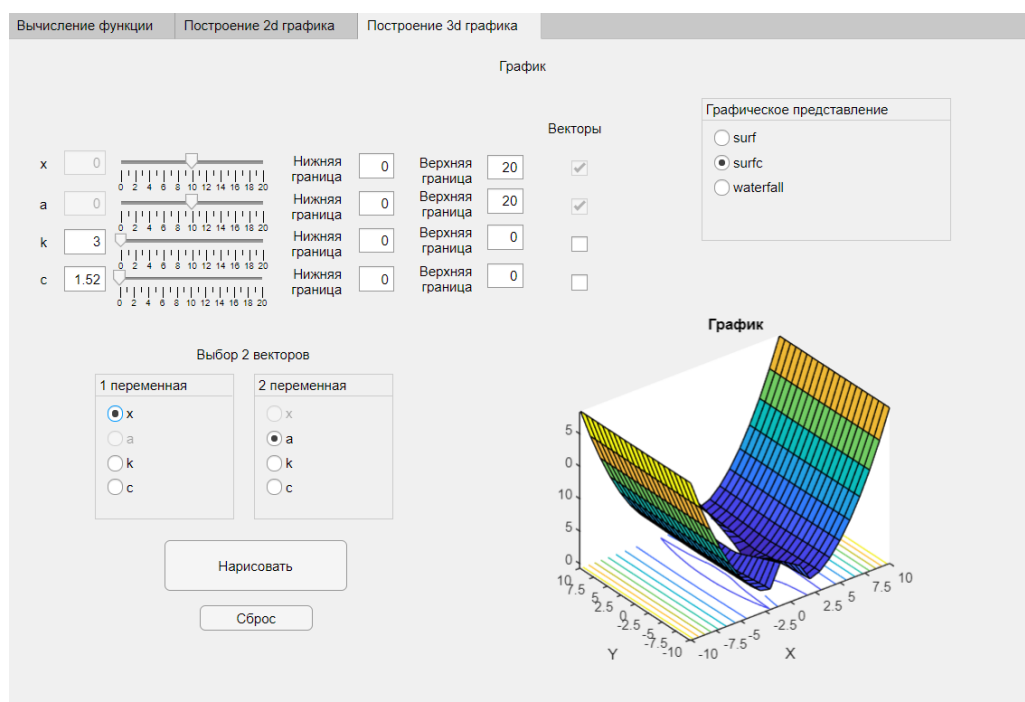 Вычисление функции Построение 2d графика Построение 3d графика
График
Графическое представление
surf
surfc
waterfall
Векторы
x 0
0 2 4 6 8 10 12 14 16 18 20
Нижняя
граница
0
Верхняя
граница
20
a 0
0 2 4 6 8 10 12 14 16 18 20
Нижняя
граница
0
Верхняя
граница
20
k 3
0 2 4 6 8 10 12 14 16 18 20
Нижняя
граница
0
Верхняя
граница
0
c 1.52
0 2 4 6 8 10 12 14 16 18 20
Нижняя
граница
0
Верхняя
граница
0
Выбор 2 векторов
1 переменная
x
a
k
c
2 переменная
x
a
k
c
Нарисовать
Сброс
График
5
0
10
5
0
10
7.5
5
2.5
0
-2.5
-5
-7.5
-10
Y
-10
-7.5
-5
-2.5
0
2.5
5
7.5
10
X